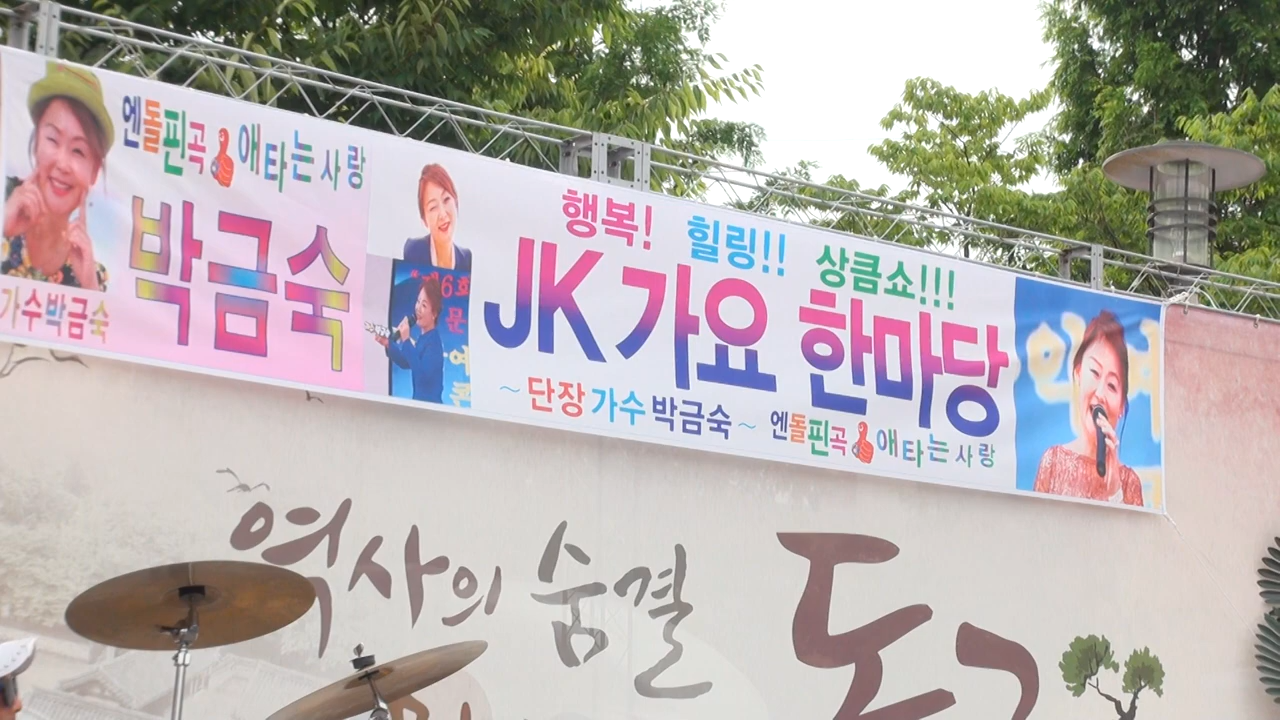 엔돌핀곡 애타는사랑
박금숙
가수박금숙
행복! 힐링!! 상큼쇼!!!
JK 가요 한마당
~단장 가수 박금숙~ 엔돌핀곡 애타는사랑
역사의 숨결
도